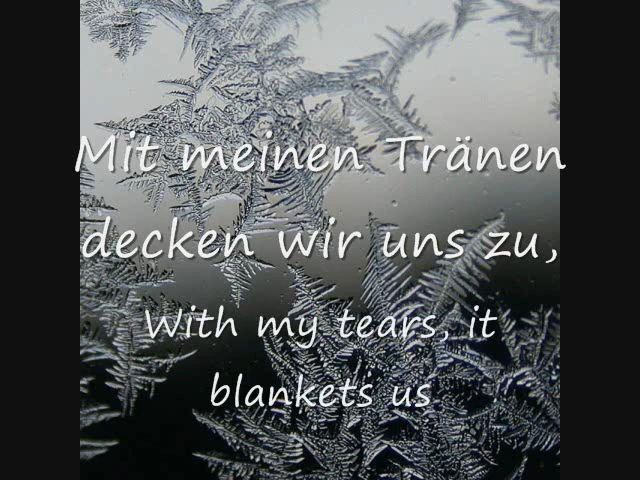 Mit meinen Tränen
decken wir uns zu,
With my tears, it
blankets us